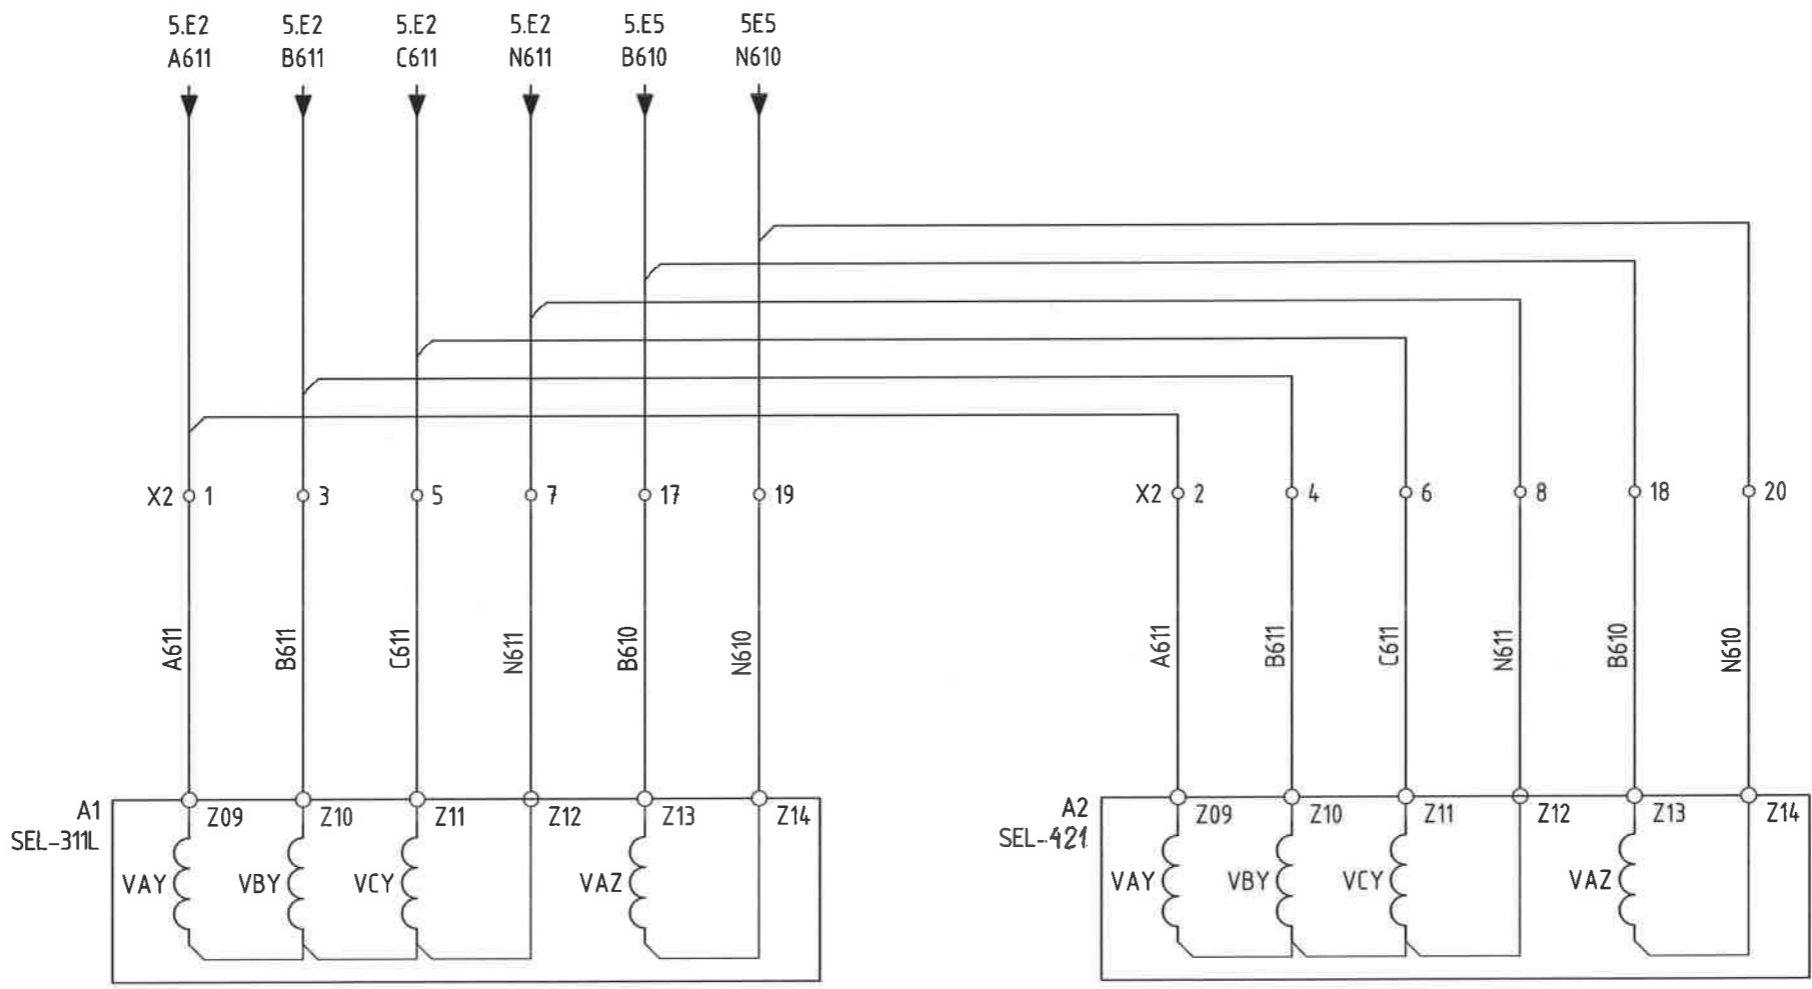 5.E2 5.E2 5.E2 5.E2 5.E5 5E5
A611 B611 C611 N611 B610 N610
X2 1 3 5 7 17 19 X2 2 4 6 8 18 20
A611 B611 C611 N611 B610 N610 A611 B611 C611 N611 B610 N610
A1 Z09 Z10 Z11 Z12 Z13 Z14 A2 Z09 Z10 Z11 Z12 Z13 Z14
SEL-311L SEL-421
VAY VBY VCY VAZ VAY VBY VCY VAZ